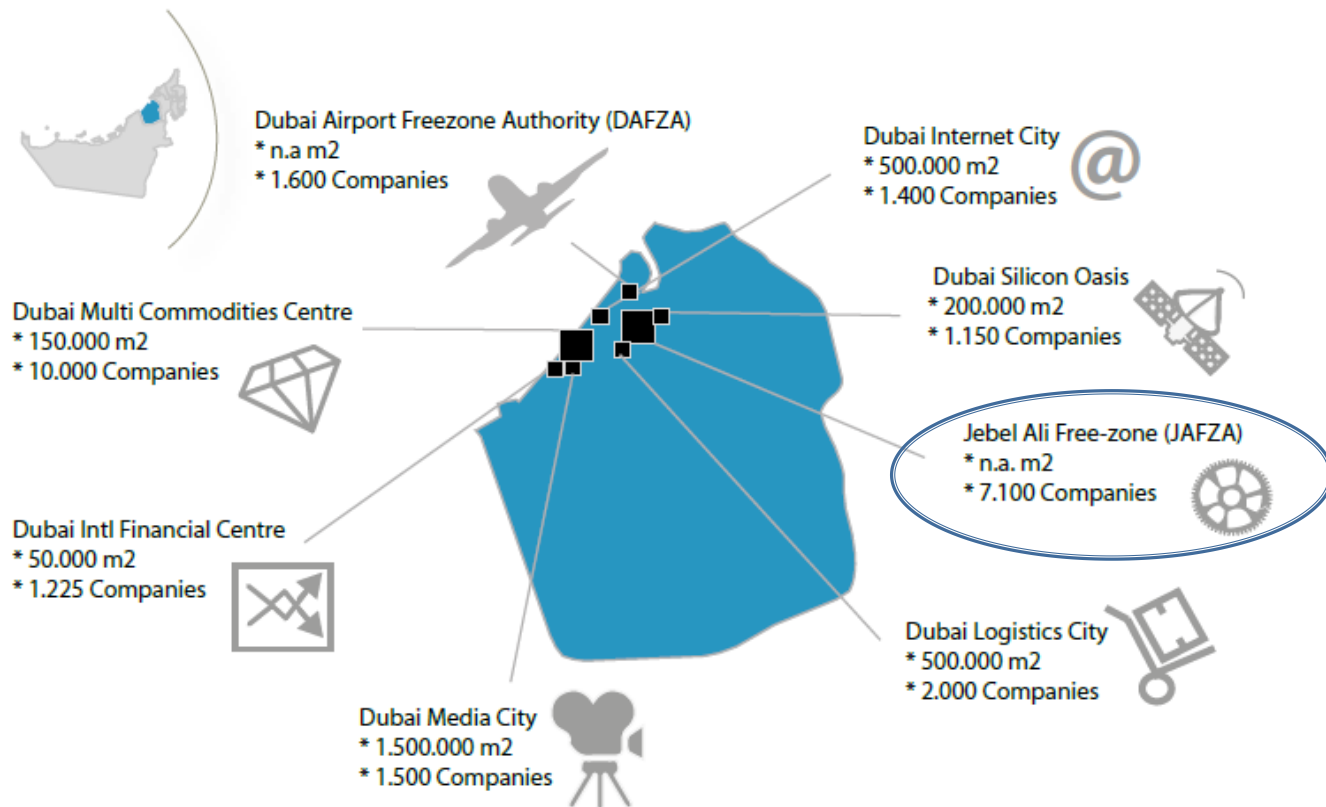 Dubai Airport Freezone Authority (DAFZA)
* n.a m2
* 1.600 Companies
Dubai Internet City
* 500.000 m2
* 1.400 Companies
@
Dubai Multi Commodities Centre
* 150.000 m2
* 10.000 Companies
Dubai Silicon Oasis
* 200.000 m2
* 1.150 Companies
Jebel Ali Free-zone (JAFZA)
* n.a. m2
* 7.100 Companies
Dubai Intl Financial Centre
* 50.000 m2
* 1.225 Companies
Dubai Logistics City
* 500.000 m2
* 2.000 Companies
Dubai Media City
* 1.500.000 m2
* 1.500 Companies